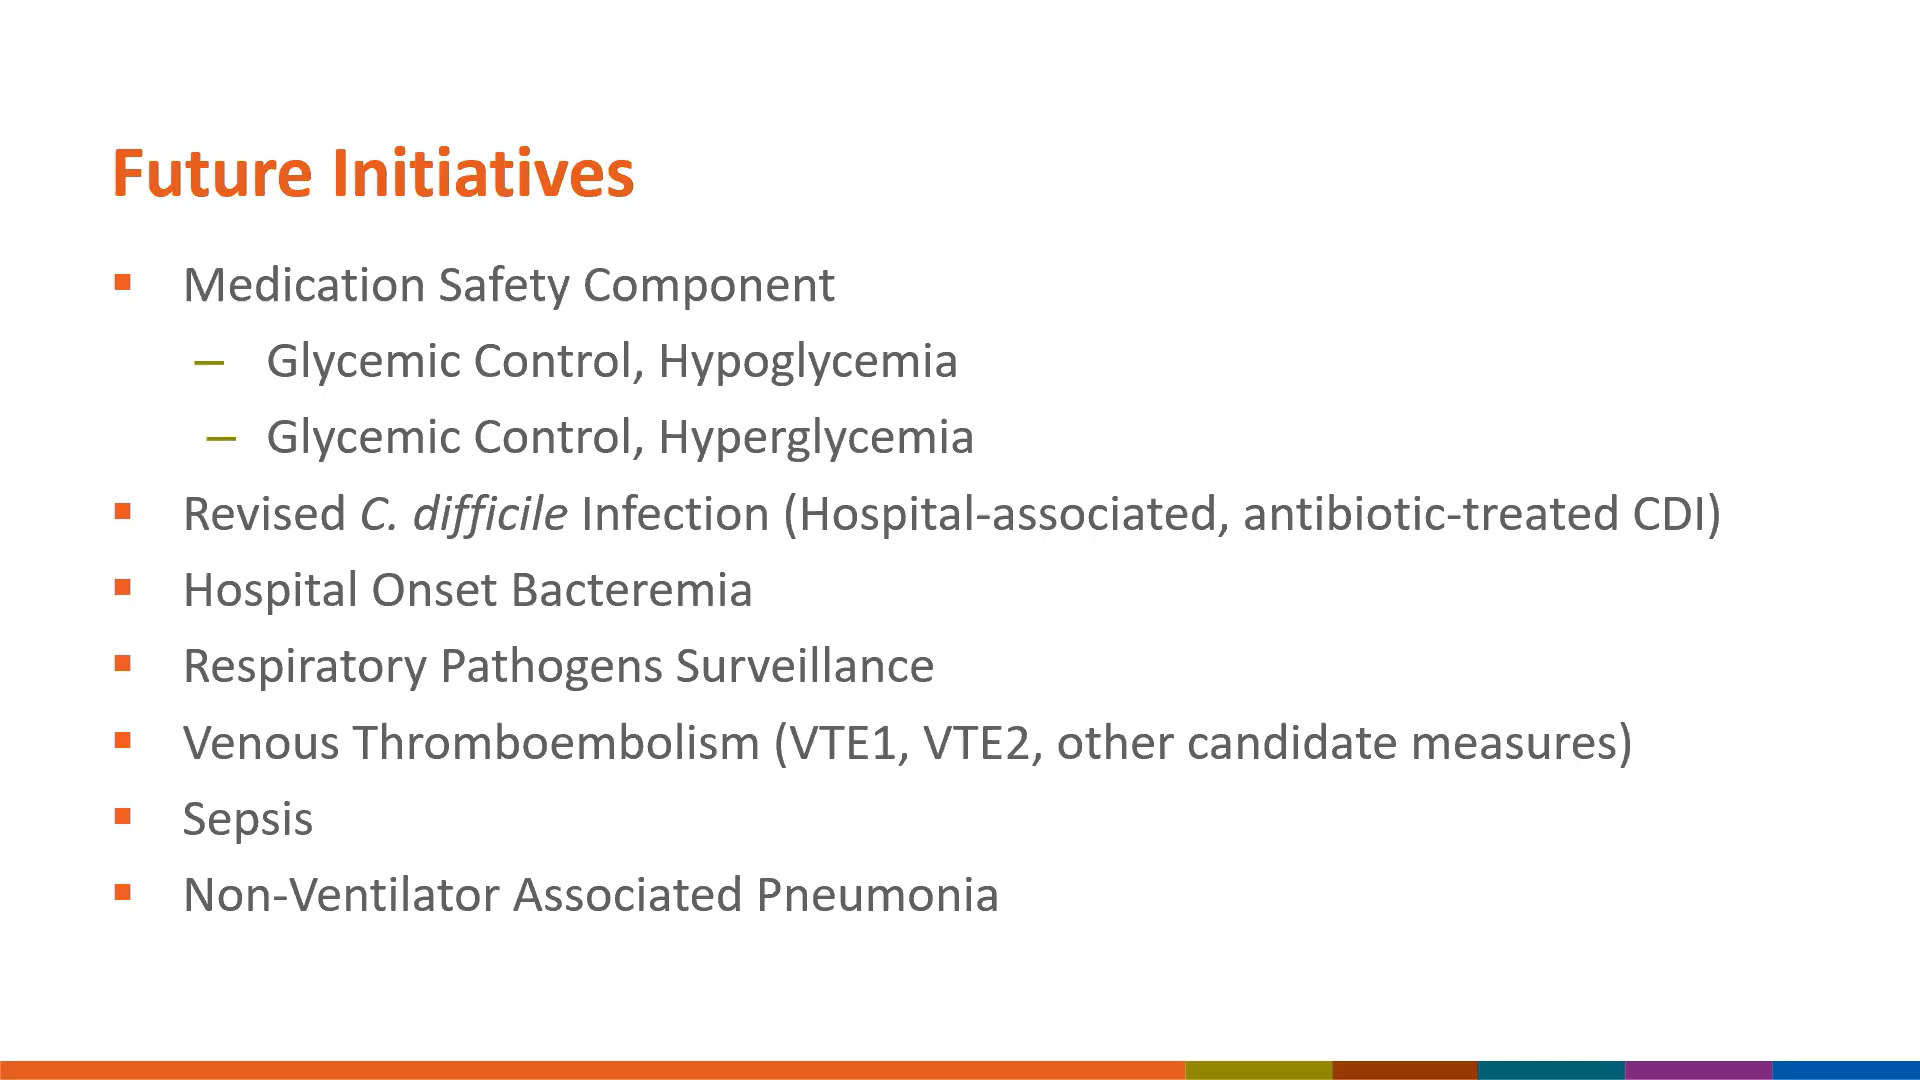 Future Initiatives
▪ Medication Safety Component
– Glycemic Control, Hypoglycemia
– Glycemic Control, Hyperglycemia
▪ Revised C. difficile Infection (Hospital-associated, antibiotic-treated CDI)
▪ Hospital Onset Bacteremia
▪ Respiratory Pathogens Surveillance
▪ Venous Thromboembolism (VTE1, VTE2, other candidate measures)
▪ Sepsis
▪ Non-Ventilator Associated Pneumonia